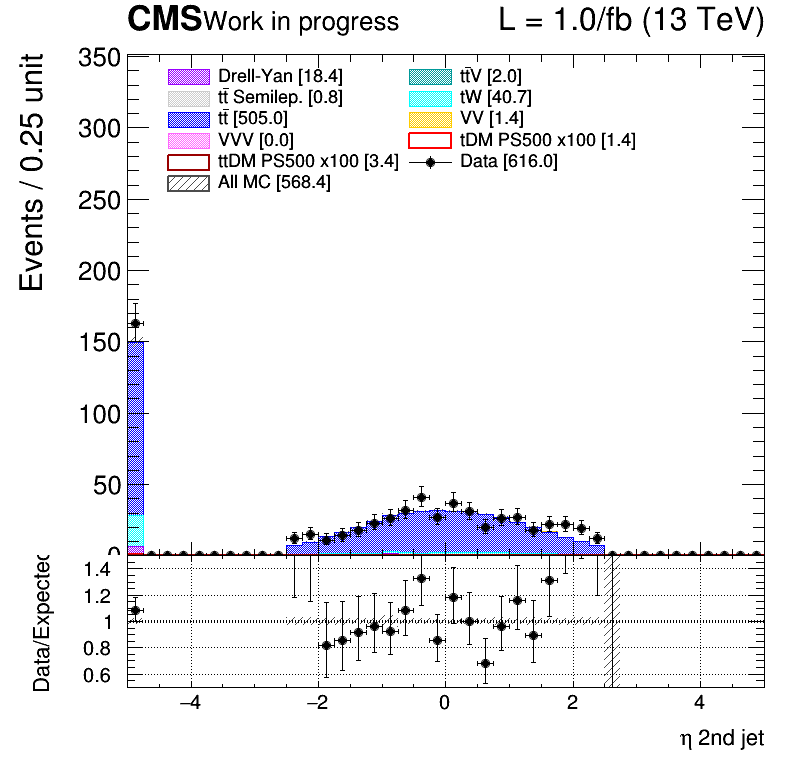 CMS Work in progress L = 1.0/fb (13 TeV)
Events / 0.25 unit
350
300
250
200
150
100
50
0
Drell-Yan [18.4]
tt̄V [2.0]
tt̄ Semilep. [0.8]
tW [40.7]
tt̄ [505.0]
VV [1.4]
VVV [0.0]
tDM PS500 x100 [1.4]
ttDM PS500 x100 [3.4]
Data [616.0]
All MC [568.4]
Data/Expected
1.4
1.2
1
0.8
0.6
−4 −2 0 2 4
η 2nd jet